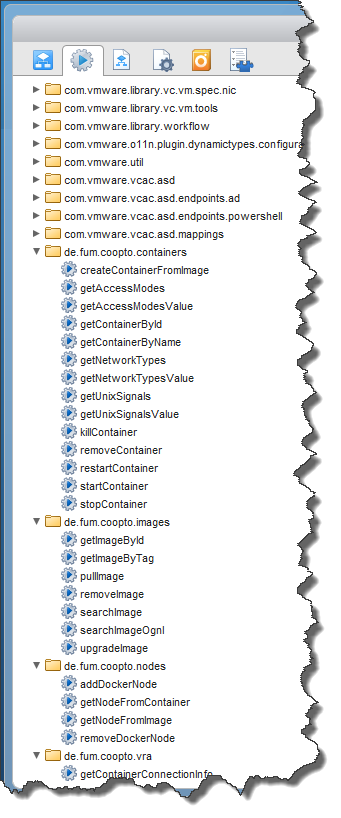 com.vmware.library.vc.vm.spec.nic
com.vmware.library.vc.vm.tools
com.vmware.library.workflow
com.vmware.o11n.plugin.dynamictypes.configura
com.vmware.util
com.vmware.vcac.asd
com.vmware.vcac.asd.endpoints.ad
com.vmware.vcac.asd.endpoints.powershell
com.vmware.vcac.asd.mappings
de.fum.coopto.containers
createContainerFromImage
getAccessModes
getAccessModesValue
getContainerById
getContainerByName
getNetworkTypes
getNetworkTypesValue
getUnixSignals
getUnixSignalsValue
killContainer
removeContainer
restartContainer
startContainer
stopContainer
de.fum.coopto.images
getImageById
getImageByTag
pullImage
removeImage
searchImage
searchImageOgnl
upgradeImage
de.fum.coopto.nodes
addDockerNode
getNodeFromContainer
getNodeFromImage
removeDockerNode
de.fum.coopto.vra
getContainerConnectionInfo